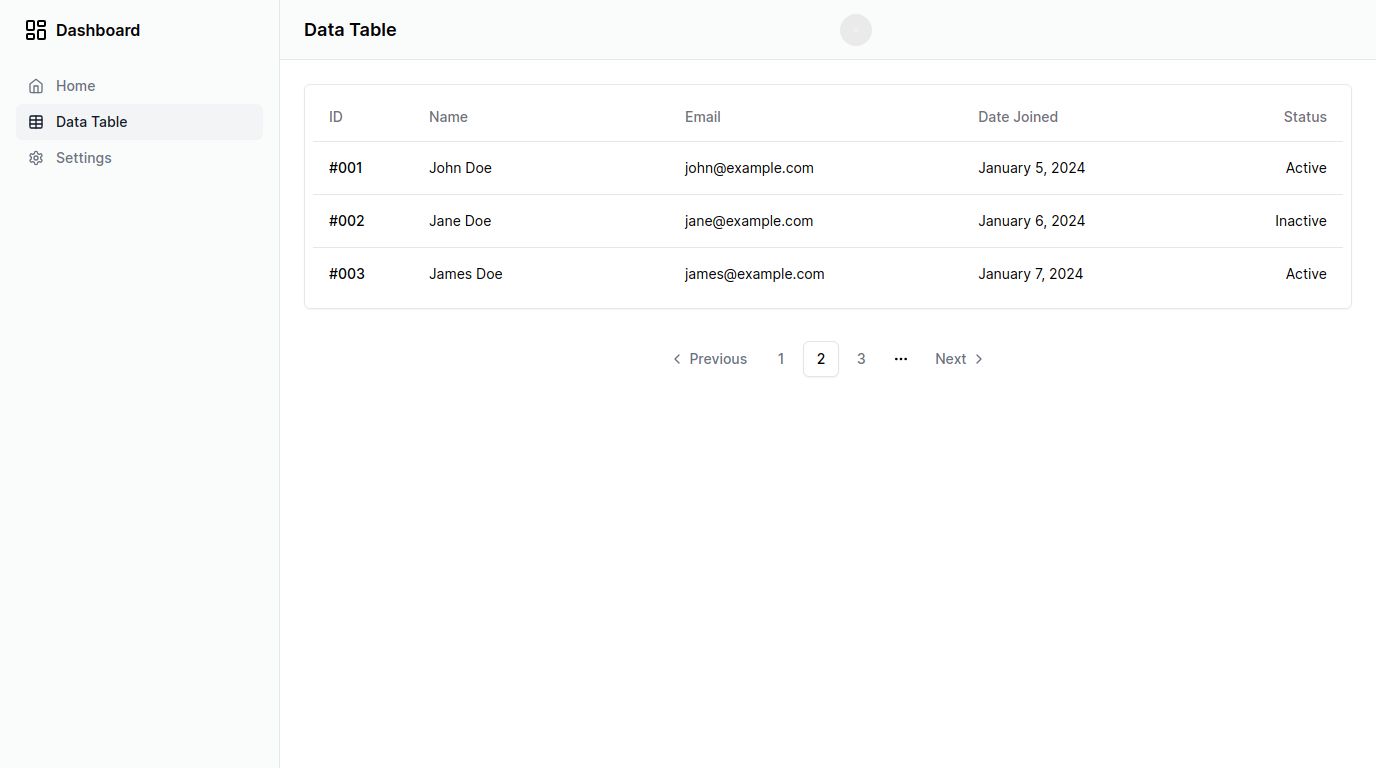 Dashboard
Home
Data Table
Settings
Data Table
ID Name Email Date Joined Status
#001 John Doe john@example.com January 5, 2024 Active
#002 Jane Doe jane@example.com January 6, 2024 Inactive
#003 James Doe james@example.com January 7, 2024 Active
Previous 1 2 3 ... Next